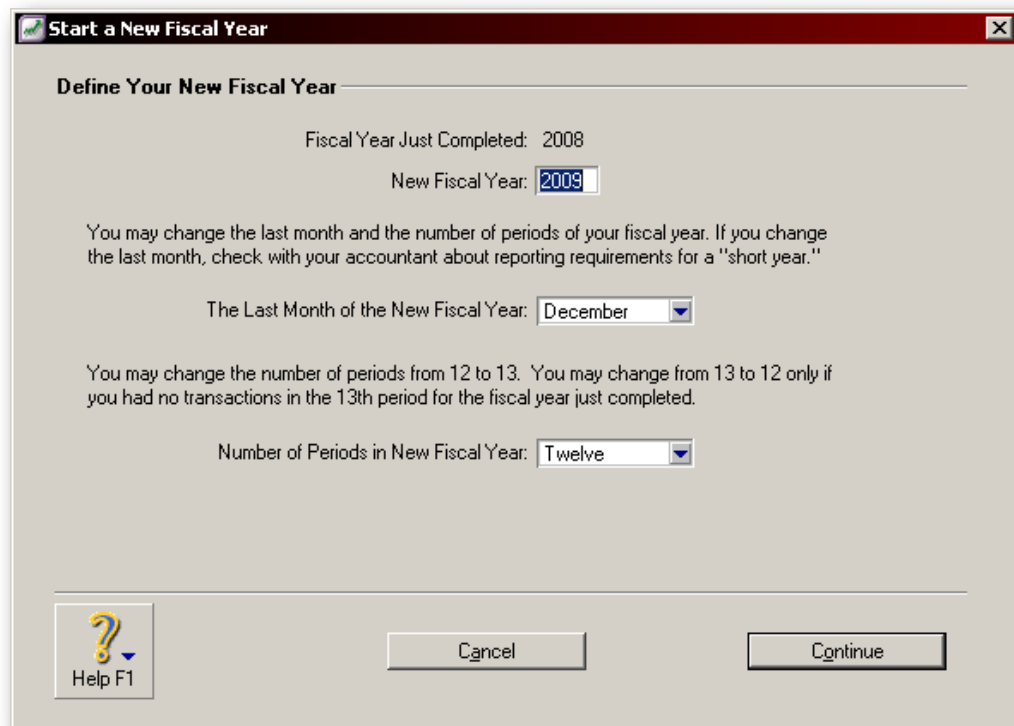 Start a New Fiscal Year
Define Your New Fiscal Year
Fiscal Year Just Completed: 2008
New Fiscal Year: 2009
You may change the last month and the number of periods of your fiscal year. If you change
the last month, check with your accountant about reporting requirements for a "short year."
The Last Month of the New Fiscal Year: December
You may change the number of periods from 12 to 13.  You may change from 13 to 12 only if
you had no transactions in the 13th period for the fiscal year just completed.
Number of Periods in New Fiscal Year: Twelve
?
Help F1
Cancel
Continue